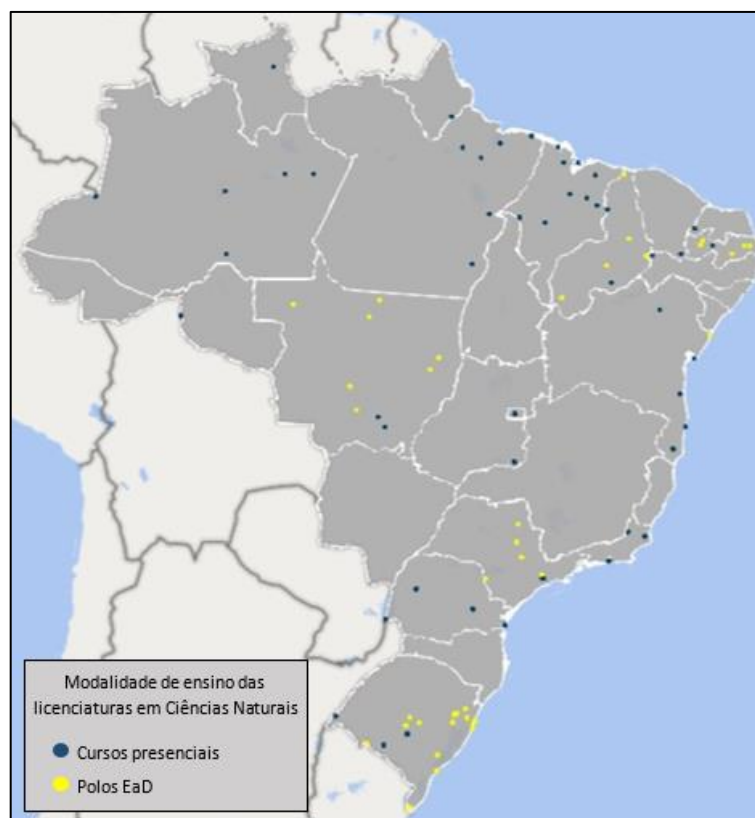 Modalidade de ensino das
licenciaturas em Ciências Naturais
Cursos presenciais
Polos EaD